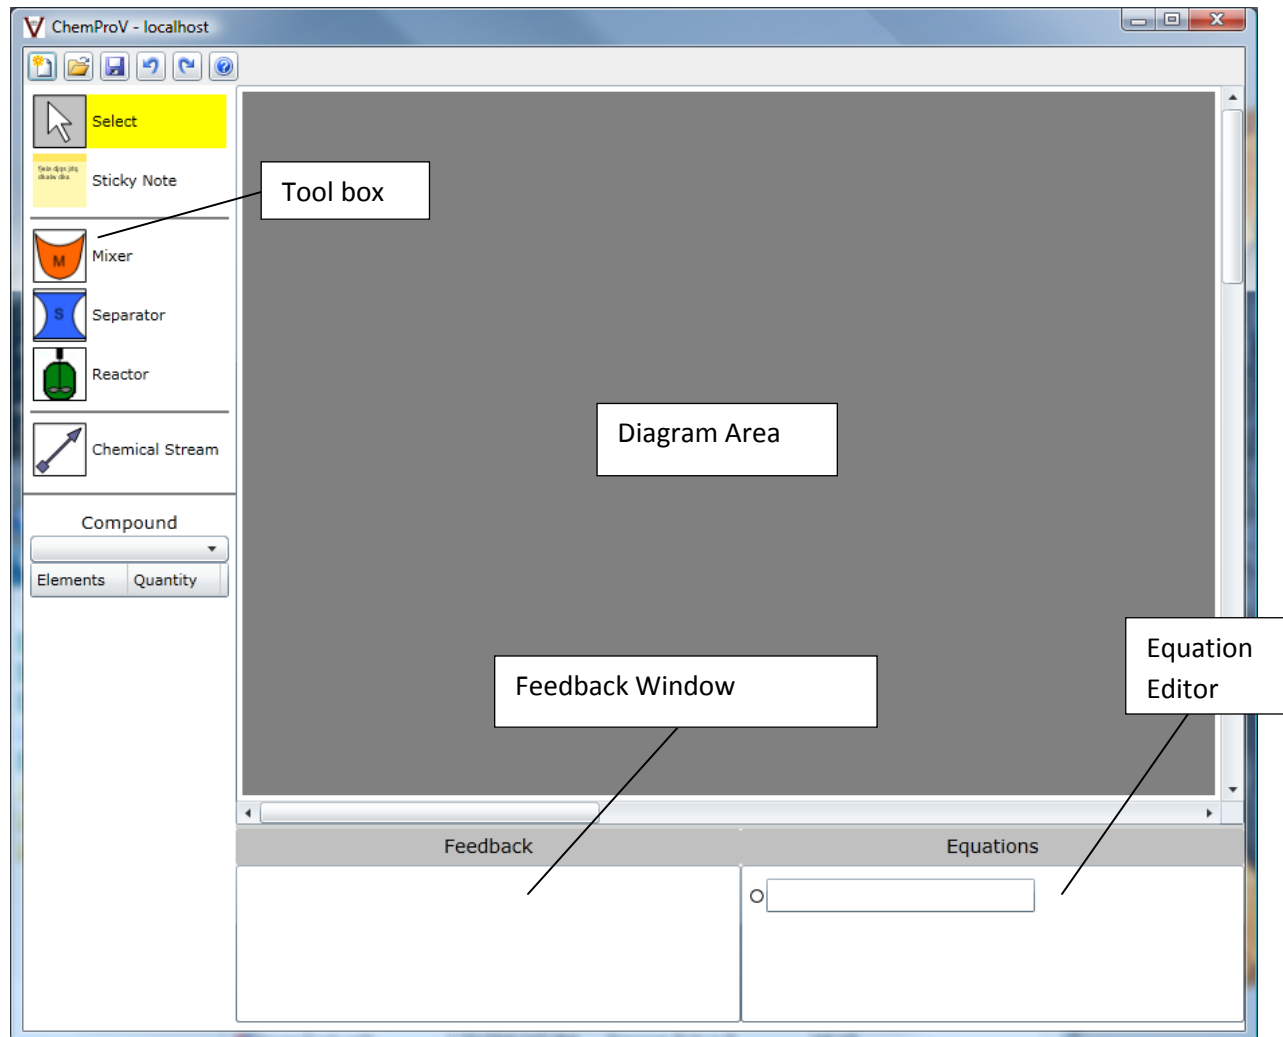 ChemProV - localhost
Select
Sticky Note
Tool box
Mixer
M
Separator
S
Reactor
Diagram Area
Chemical Stream
Compound
Elements Quantity
Feedback Window
Equation
Editor
Feedback
Equations